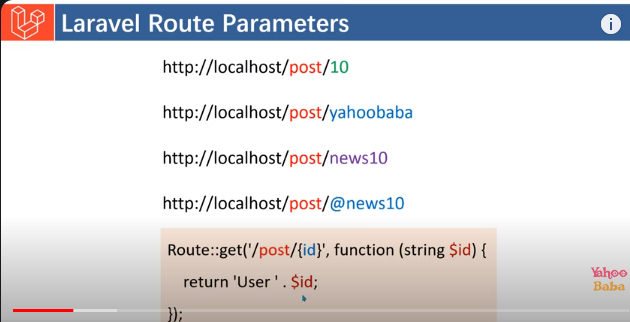 Laravel Route Parameters
http://localhost/post/10
http://localhost/post/yahoobaba
http://localhost/post/news10
http://localhost/post/@news10
Route::get('/post/{id}', function (string $id) {
return 'User ' . $id;
});
Yahoo
Baba